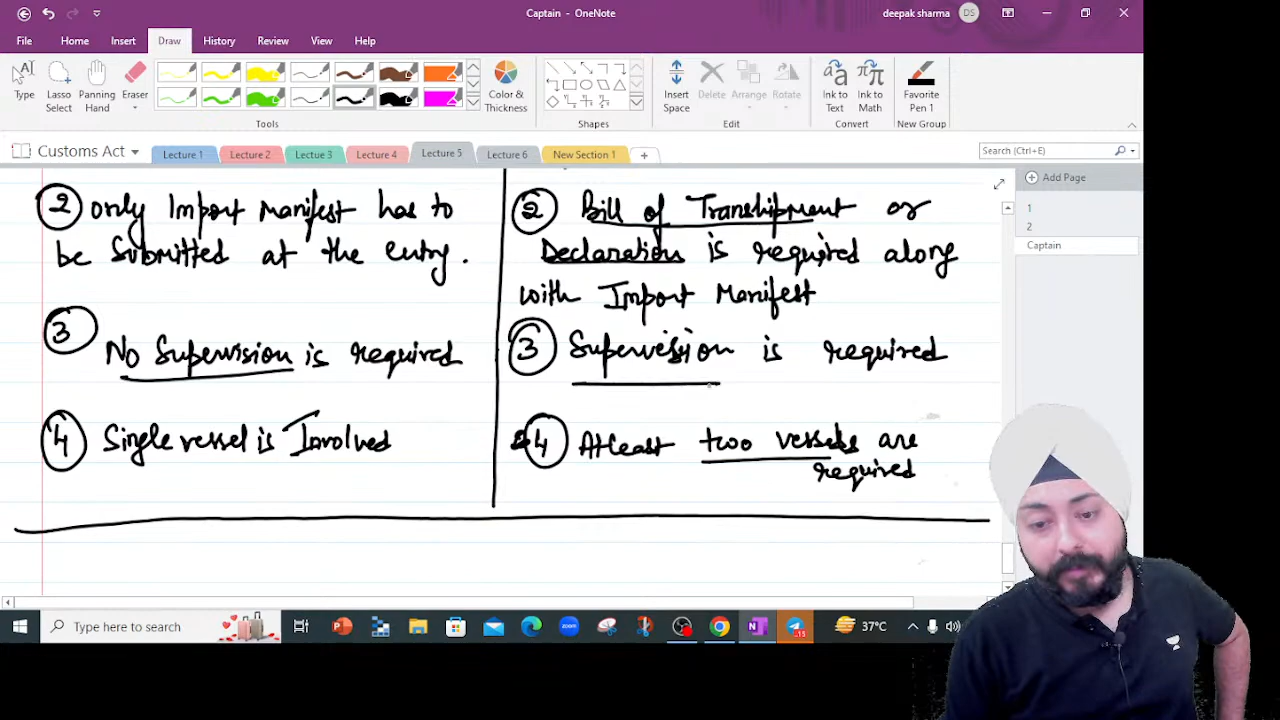 Captain - OneNote
deepak sharma DS
File Home Insert Draw History Review View Help
Type
Lasso Select
Panning Hand
Eraser
Color & Thickness
Insert Space
Delete
Arrange
Rotate
Ink to Text
Ink to Math
Favorite Pen 1
Tools Shapes Edit Convert New Group
Customs Act Lecture 1 Lecture 2 Lectue 3 Lecture 4 Lecture 5 Lecture 6 New Section 1 Search (Ctrl+E)
Add Page
1
2
Captain
② only Import Manifest has to
be submitted at the entry.
③ No Supervision is required
④ Single vessel is Involved
② Bill of Transhipment or
Declaration is required along
with Import Manifest
③ Supervission is required
④ Atleast two vessels are
required
Type here to search
zoom
15
37°C